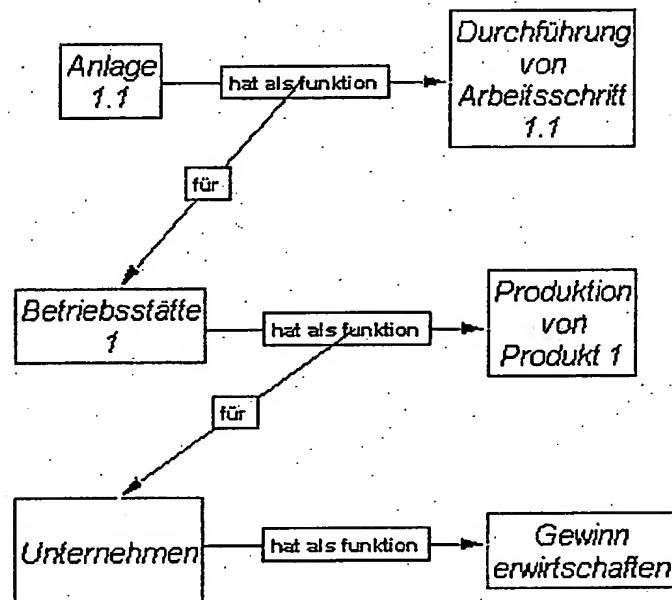 Anlage
1.1
hat als funktion
Durchführung
von
Arbeitsschritt
1.1
für
Betriebsstätte
1
hat als funktion
Produktion
von
Produkt 1
für
Unternehmen
hat als funktion
Gewinn
erwirtschaften